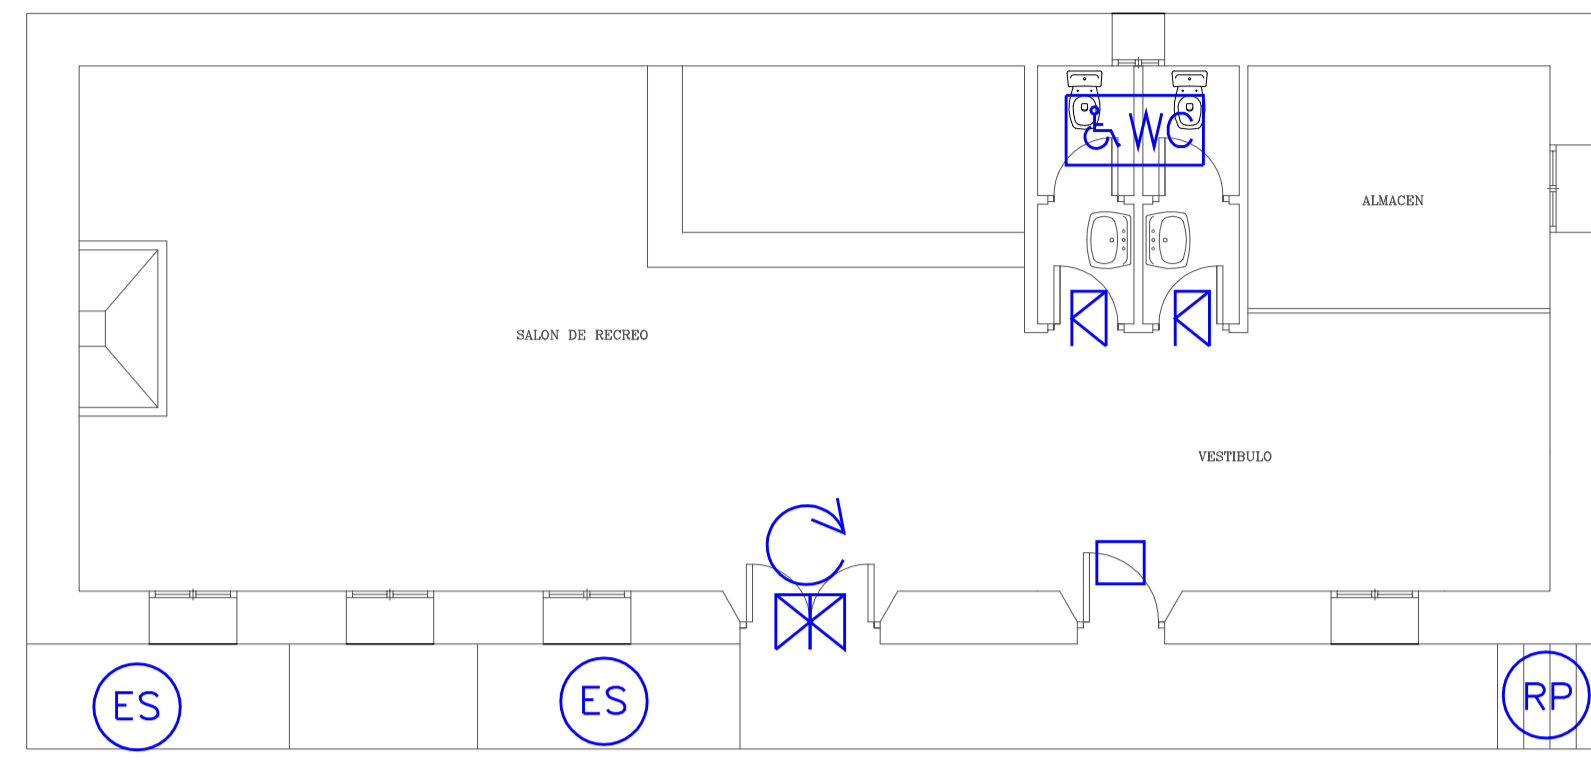 WC
ALMACEN
SALON DE RECREO
VESTIBULO
ES
ES
RP